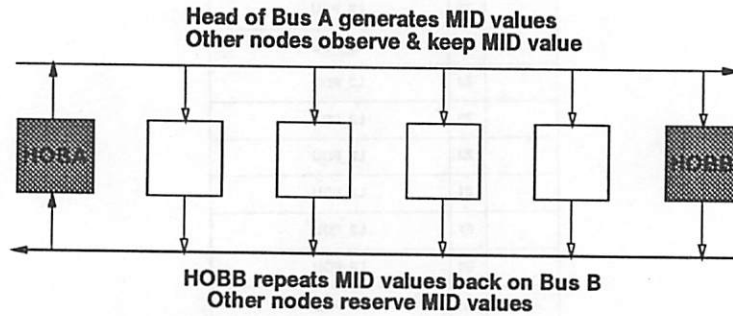 Head of Bus A generates MID values
Other nodes observe & keep MID value
HOBA
HOBB
HOBB repeats MID values back on Bus B
Other nodes reserve MID values